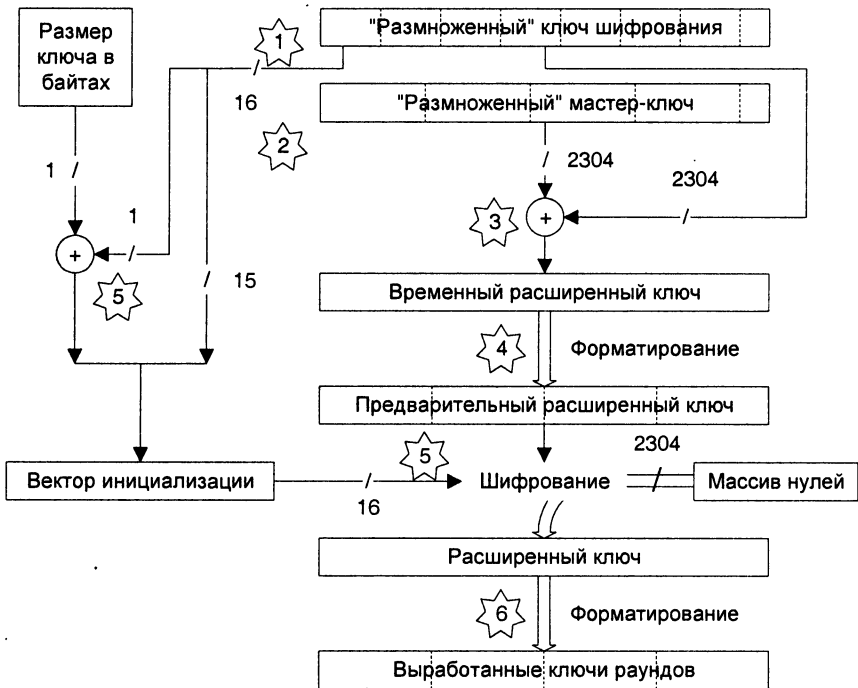 Размер
ключа в
байтах
1
"Размноженный" ключ шифрования
16
"Размноженный" мастер-ключ
2
2304
2304
1
1
3
+
+
5
15
Временный расширенный ключ
4
Форматирование
Предварительный расширенный ключ
5
2304
Вектор инициализации
16
Шифрование
Массив нулей
Расширенный ключ
6
Форматирование
Выработанные ключи раундов